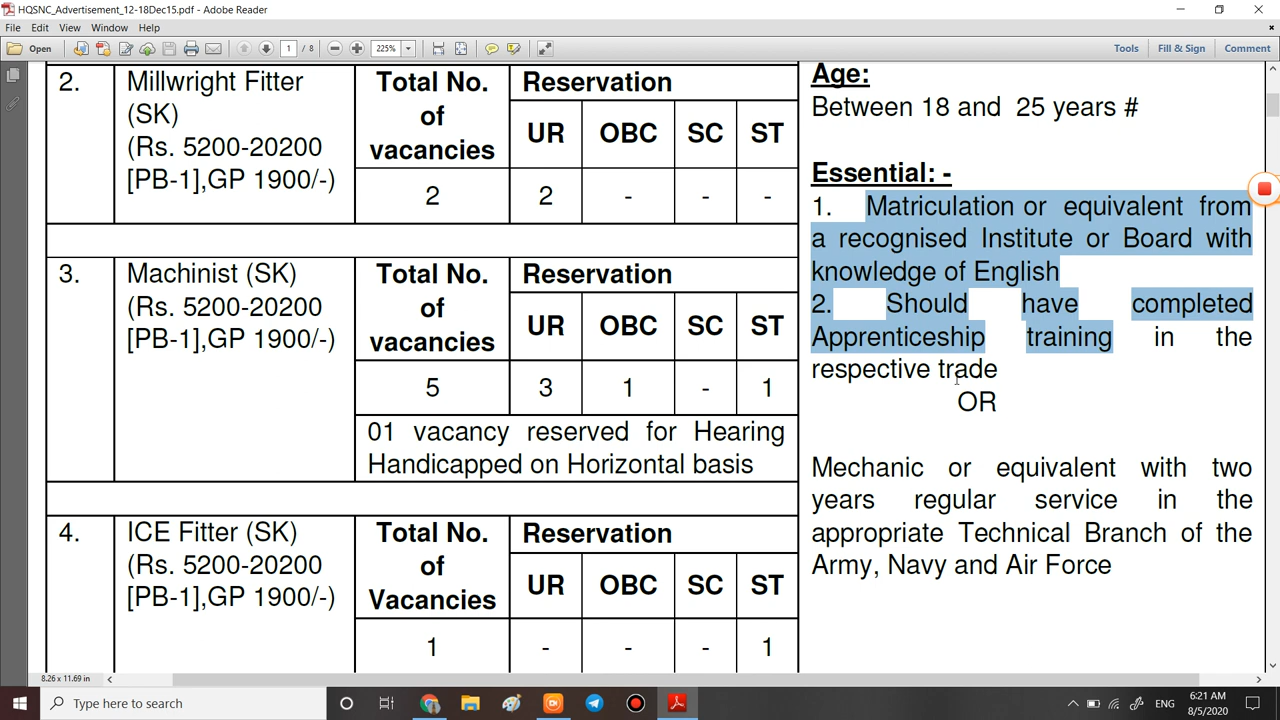 HQSNC_Advertisement_12-18Dec15.pdf - Adobe Reader
File Edit View Window Help
Open 1 / 8 225% Tools Fill & Sign Comment
2. Millwright Fitter
(SK)
(Rs. 5200-20200
[PB-1],GP 1900/-)
Total No.
of
vacancies
Reservation
UR OBC SC ST
2 2 - - -
3. Machinist (SK)
(Rs. 5200-20200
[PB-1],GP 1900/-)
Total No.
of
vacancies
Reservation
UR OBC SC ST
5 3 1 - 1
01 vacancy reserved for Hearing
Handicapped on Horizontal basis
4. ICE Fitter (SK)
(Rs. 5200-20200
[PB-1],GP 1900/-)
Total No.
of
Vacancies
Reservation
UR OBC SC ST
1 - - - 1
Age:
Between 18 and 25 years #
Essential: -
1. Matriculation or equivalent from
a recognised Institute or Board with
knowledge of English
2. Should have completed
Apprenticeship training in the
respective trade
OR
Mechanic or equivalent with two
years regular service in the
appropriate Technical Branch of the
Army, Navy and Air Force
8.26 x 11.69 in
Type here to search
ENG
6:21 AM
8/5/2020